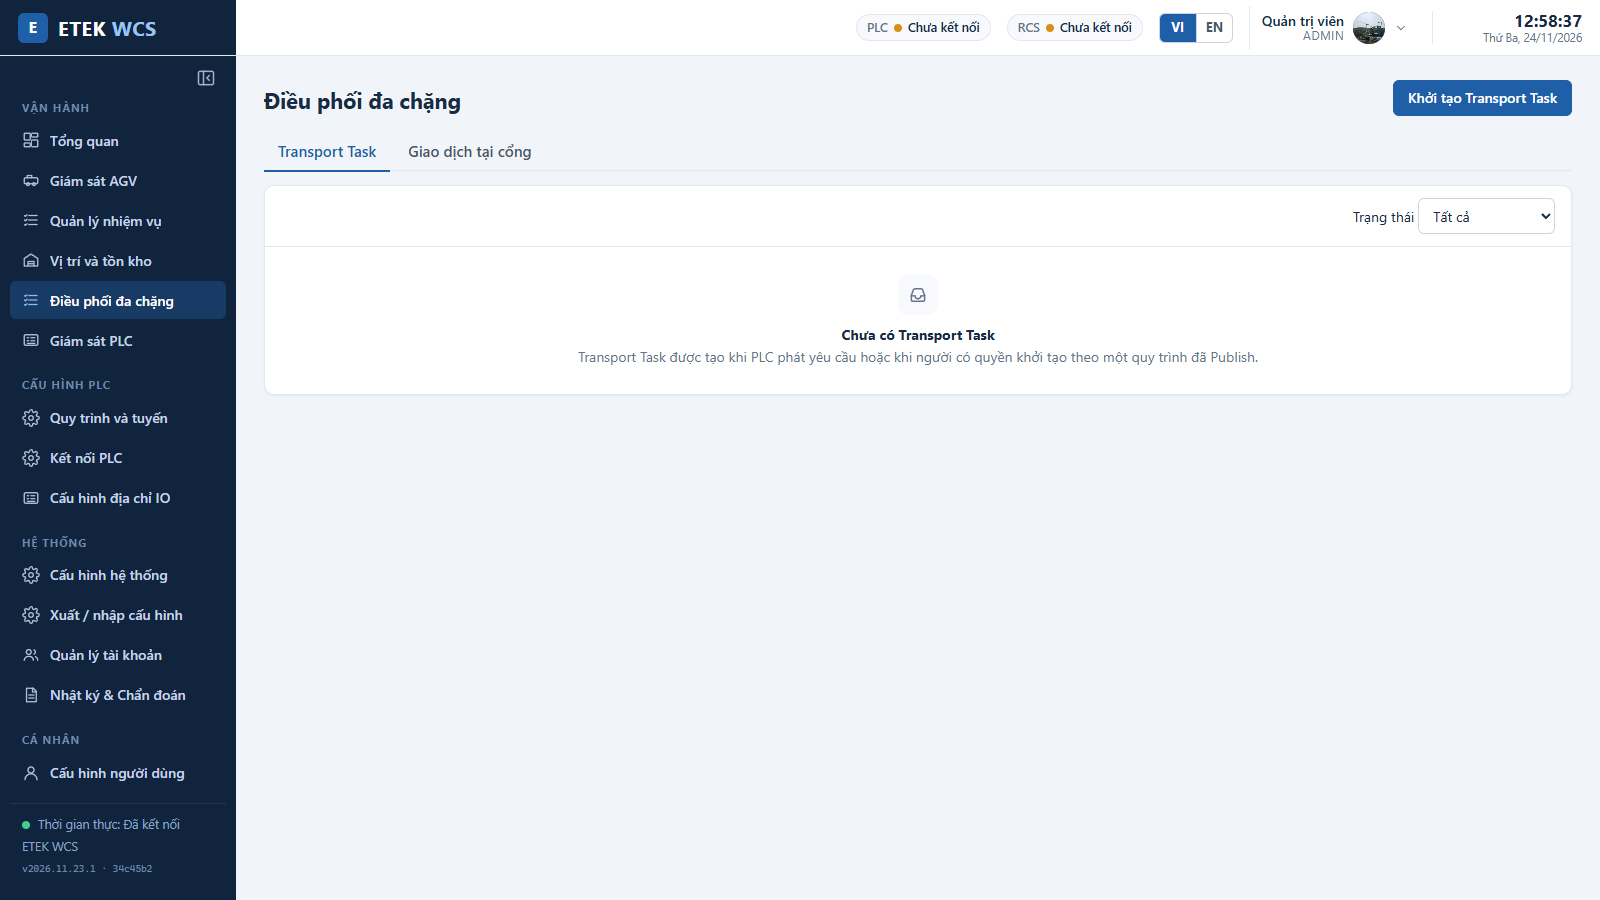 E ETEK WCS
PLC Chưa kết nối
RCS Chưa kết nối
VI EN
Quản trị viên
ADMIN
12:58:37
Thứ Ba, 24/11/2026
VẬN HÀNH
Tổng quan
Giám sát AGV
Quản lý nhiệm vụ
Vị trí và tồn kho
Điều phối đa chặng
Giám sát PLC
CẤU HÌNH PLC
Quy trình và tuyến
Kết nối PLC
Cấu hình địa chỉ IO
HỆ THỐNG
Cấu hình hệ thống
Xuất / nhập cấu hình
Quản lý tài khoản
Nhật ký & Chẩn đoán
CÁ NHÂN
Cấu hình người dùng
Thời gian thực: Đã kết nối
ETEK WCS
v2026.11.23.1 · 34c45b2
Điều phối đa chặng
Khởi tạo Transport Task
Transport Task
Giao dịch tại cổng
Trạng thái Tất cả
Chưa có Transport Task
Transport Task được tạo khi PLC phát yêu cầu hoặc khi người có quyền khởi tạo theo một quy trình đã Publish.